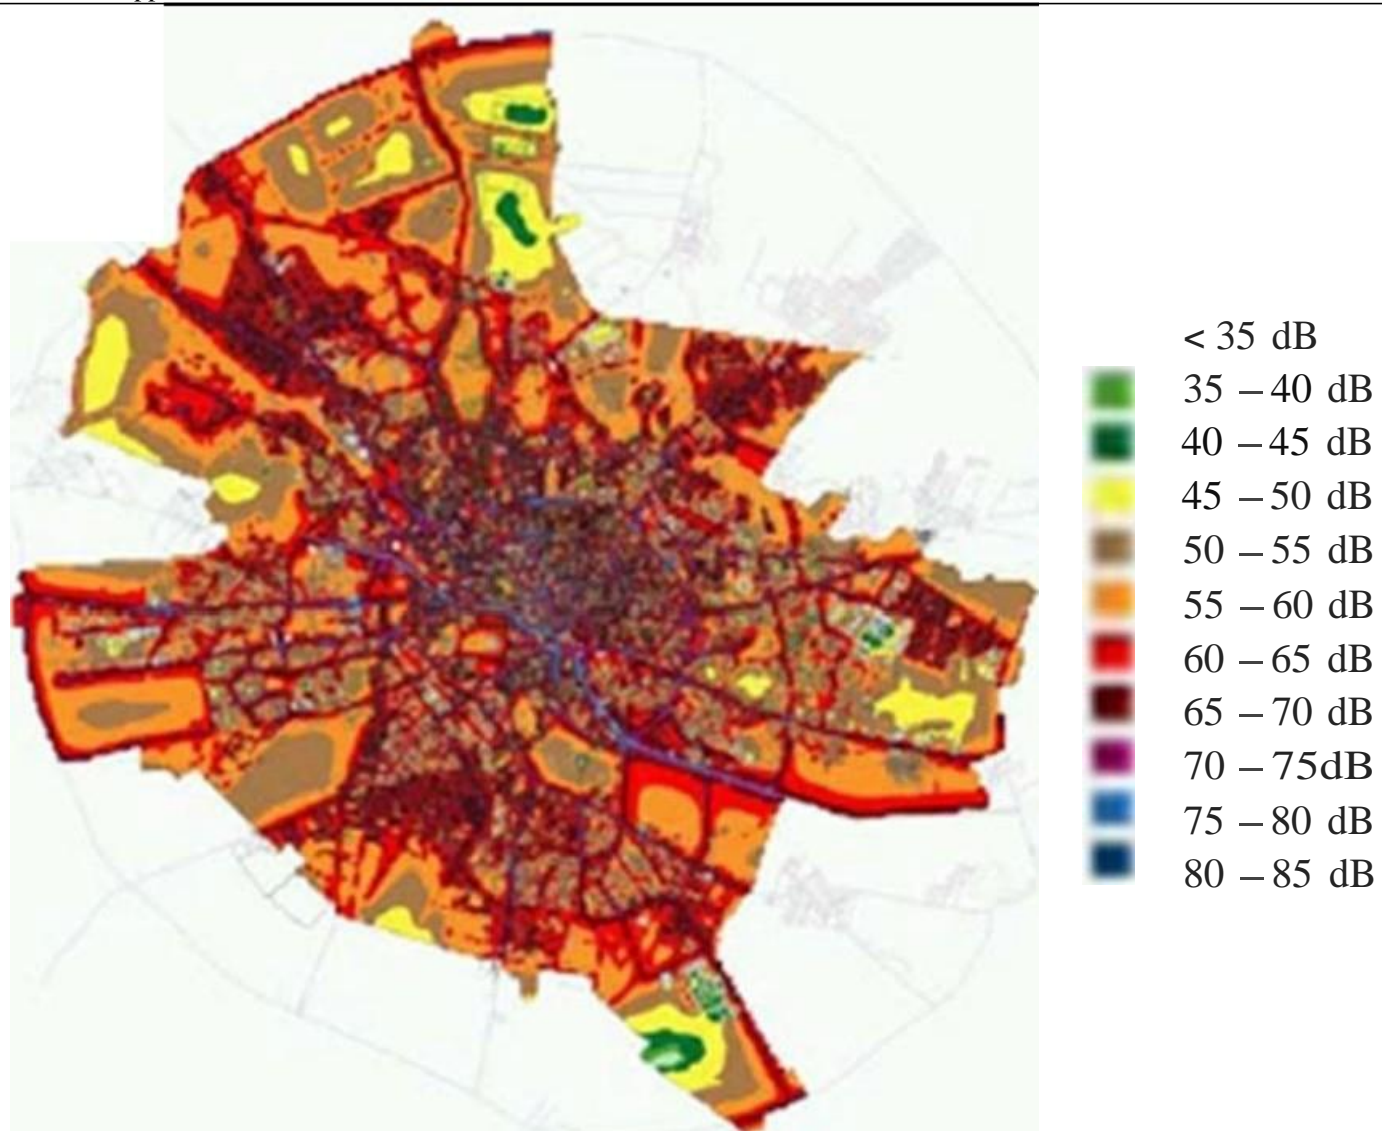 < 35 dB
35 – 40 dB
40 – 45 dB
45 – 50 dB
50 – 55 dB
55 – 60 dB
60 – 65 dB
65 – 70 dB
70 – 75dB
75 – 80 dB
80 – 85 dB